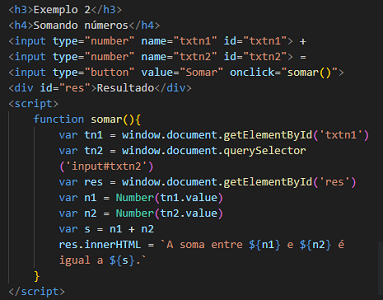 <h3>Exemplo 2</h3>
<h4>Somando números</h4>
<input type="number" name="txtn1" id="txtn1"> +
<input type="number" name="txtn2" id="txtn2"> =
<input type="button" value="Somar" onclick="somar()">
<div id="res">Resultado</div>
<script>
function somar(){
var tn1 = window.document.getElementById('txtn1')
var tn2 = window.document.querySelector
('input#txtn2')
var res = window.document.getElementById('res')
var n1 = Number(tn1.value)
var n2 = Number(tn2.value)
var s = n1 + n2
res.innerHTML = `A soma entre ${n1} e ${n2} é
igual a ${s}.`
}
</script>